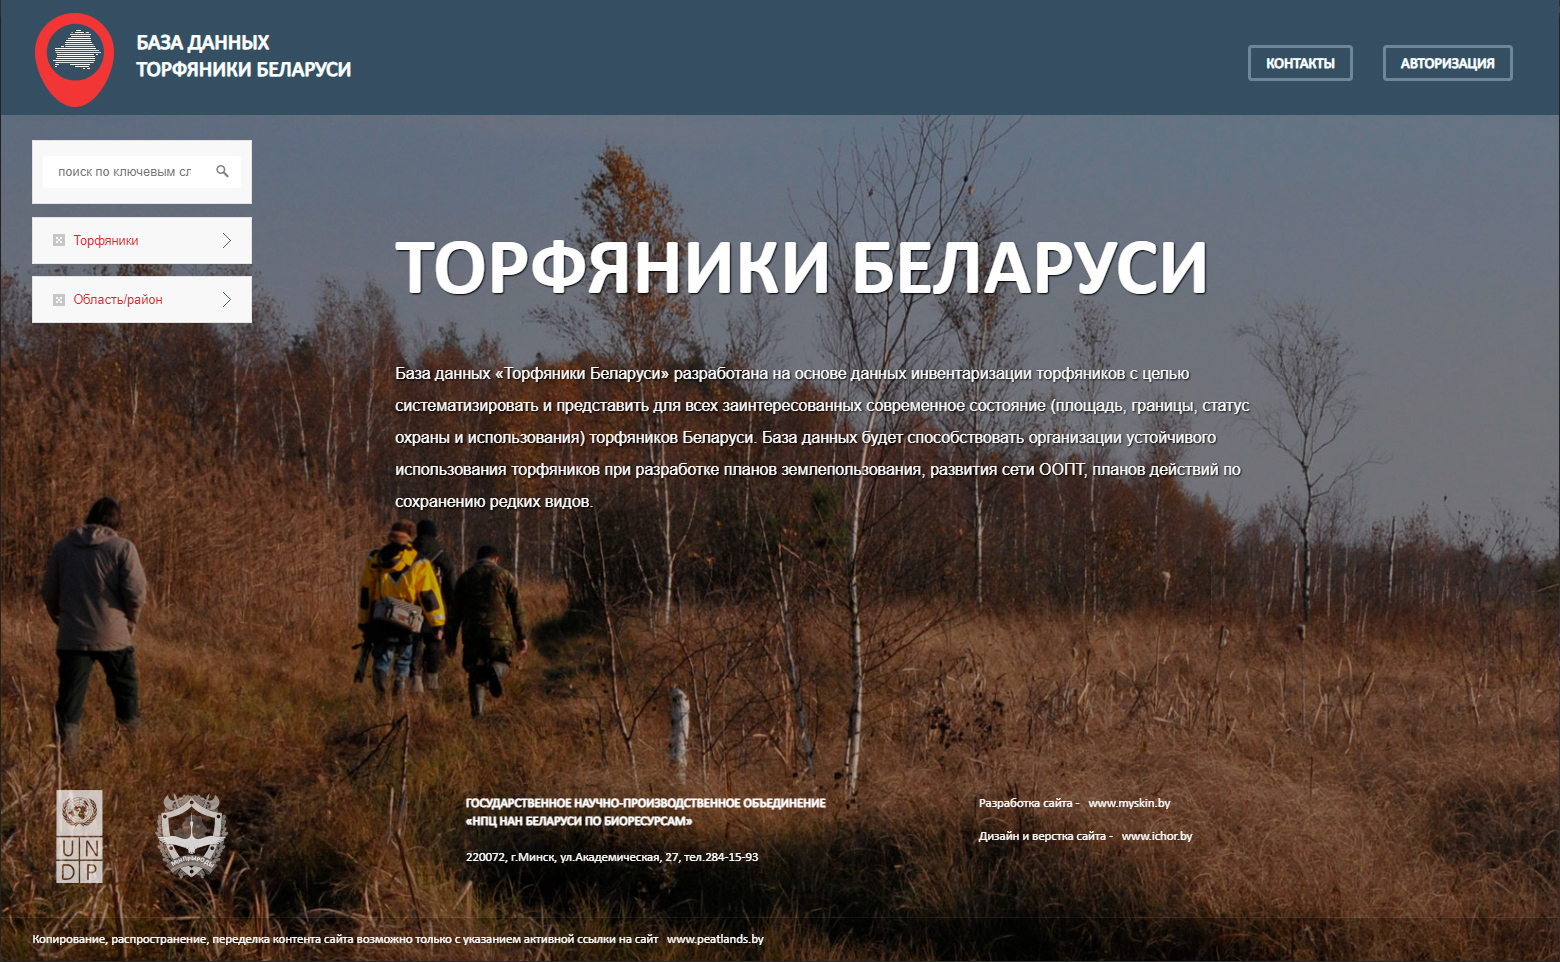 БАЗА ДАННЫХ
ТОРФЯНИКИ БЕЛАРУСИ
КОНТАКТЫ
АВТОРИЗАЦИЯ
поиск по ключевым сл
Торфяники
Область/район
ТОРФЯНИКИ БЕЛАРУСИ
База данных «Торфяники Беларуси» разработана на основе данных инвентаризации торфяников с целью
систематизировать и представить для всех заинтересованных современное состояние (площадь, границы, статус
охраны и использования) торфяников Беларуси. База данных будет способствовать организации устойчивого
использования торфяников при разработке планов землепользования, развития сети ООПТ, планов действий по
сохранению редких видов.
UN
DP
МІНПРЫРОДЫ
ГОСУДАРСТВЕННОЕ НАУЧНО-ПРОИЗВОДСТВЕННОЕ ОБЪЕДИНЕНИЕ
«НПЦ НАН БЕЛАРУСИ ПО БИОРЕСУРСАМ»
220072, г.Минск, ул.Академическая, 27, тел.284-15-93
Разработка сайта - www.myskin.by
Дизайн и верстка сайта - www.ichor.by
Копирование, распространение, переделка контента сайта возможно только с указанием активной ссылки на сайт www.peatlands.by